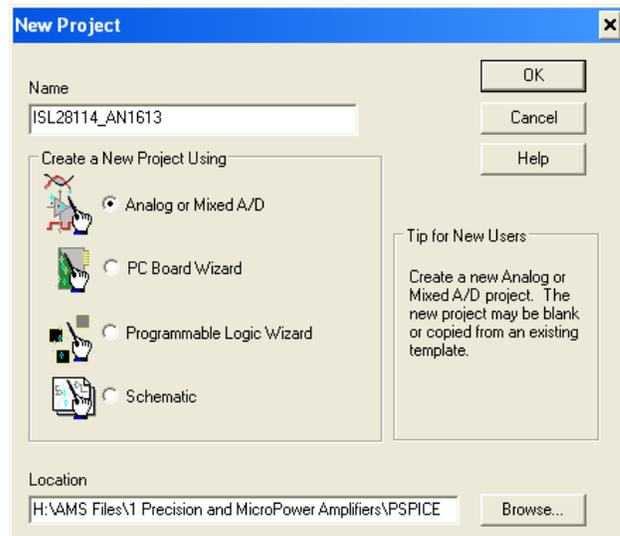 New Project
Name
OK
ISL28114_AN1613
Cancel
Help
Create a New Project Using
Analog or Mixed A/D
PC Board Wizard
Programmable Logic Wizard
Schematic
Tip for New Users
Create a new Analog or
Mixed A/D project. The
new project may be blank
or copied from an existing
template.
Location
H:\AMS Files\1 Precision and MicroPower Amplifiers\PSPICE
Browse...